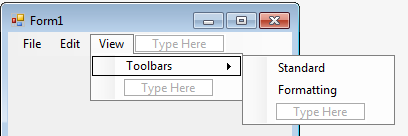 Form1
File Edit View Type Here
Toolbars
Standard
Formatting
Type Here
Type Here